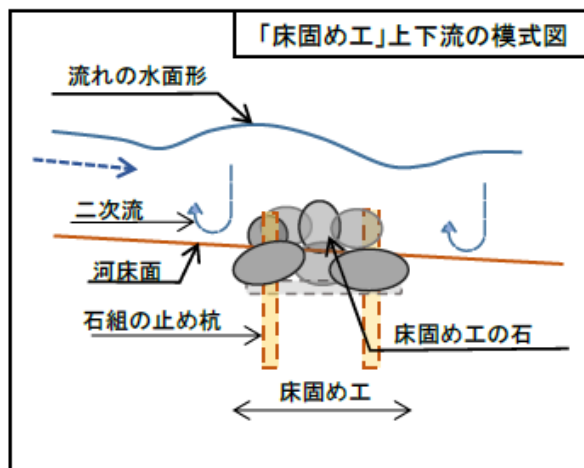 「床固め工」上下流の模式図
流れの水面形
二次流
河床面
石組の止め杭
床固め工の石
床固め工